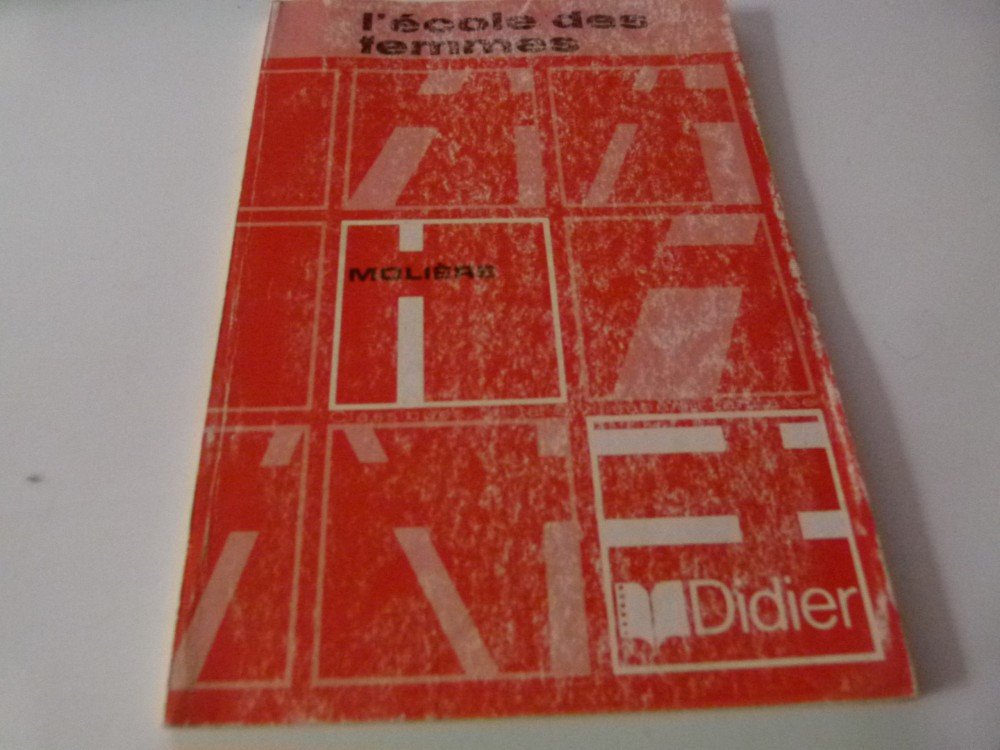 l'école des
femmes
MOLIÈRE
Didier